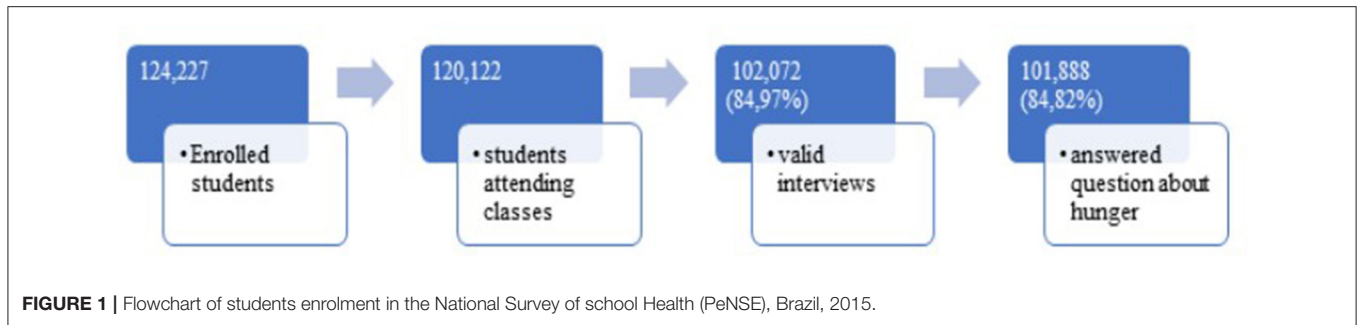 124,227
• Enrolled
students
120,122
• students
attending
classes
102,072
(84,97%)
• valid
interviews
101,888
(84,82%)
• answered
question about
hunger
FIGURE 1 | Flowchart of students enrolment in the National Survey of school Health (PeNSE), Brazil, 2015.